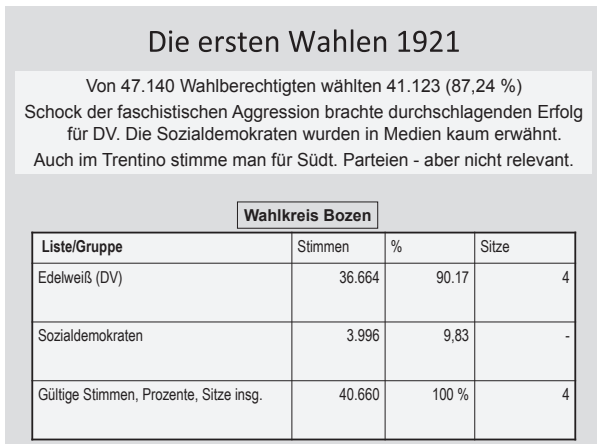 Die ersten Wahlen 1921
Von 47.140 Wahlberechtigten wählten 41.123 (87,24 %)
Schock der faschistischen Aggression brachte durchschlagenden Erfolg
für DV. Die Sozialdemokraten wurden in Medien kaum erwähnt.
Auch im Trentino stimme man für Südt. Parteien - aber nicht relevant.
Wahlkreis Bozen
Liste/Gruppe Stimmen % Sitze
Edelweiß (DV) 36.664 90.17 4
Sozialdemokraten 3.996 9,83 -
Gültige Stimmen, Prozente, Sitze insg. 40.660 100 % 4